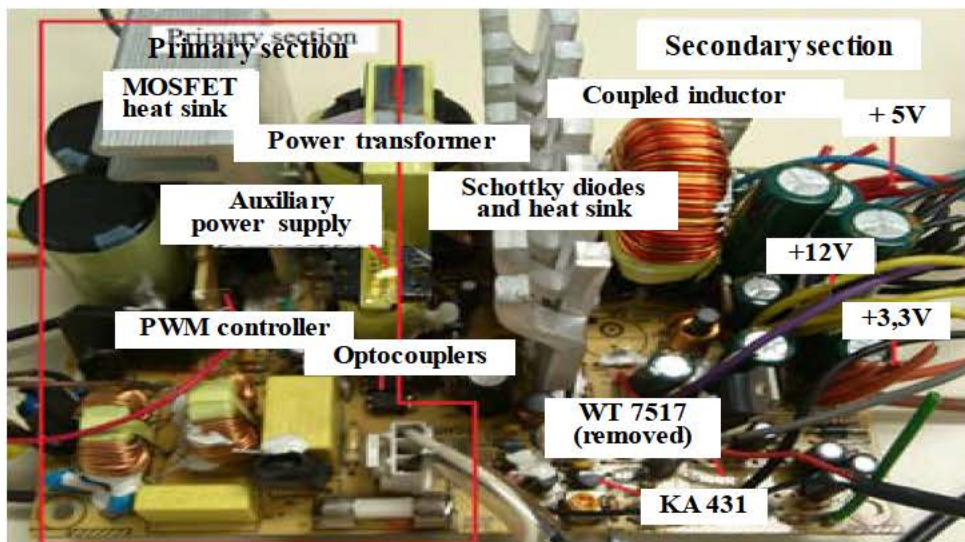 Primary section
Primary section
Secondary section
MOSFET
heat sink
Coupled inductor
+ 5V
Power transformer
Schottky diodes
and heat sink
Auxiliary
power supply
+12V
PWM controller
+3,3V
Optocouplers
WT 7517
(removed)
KA 431